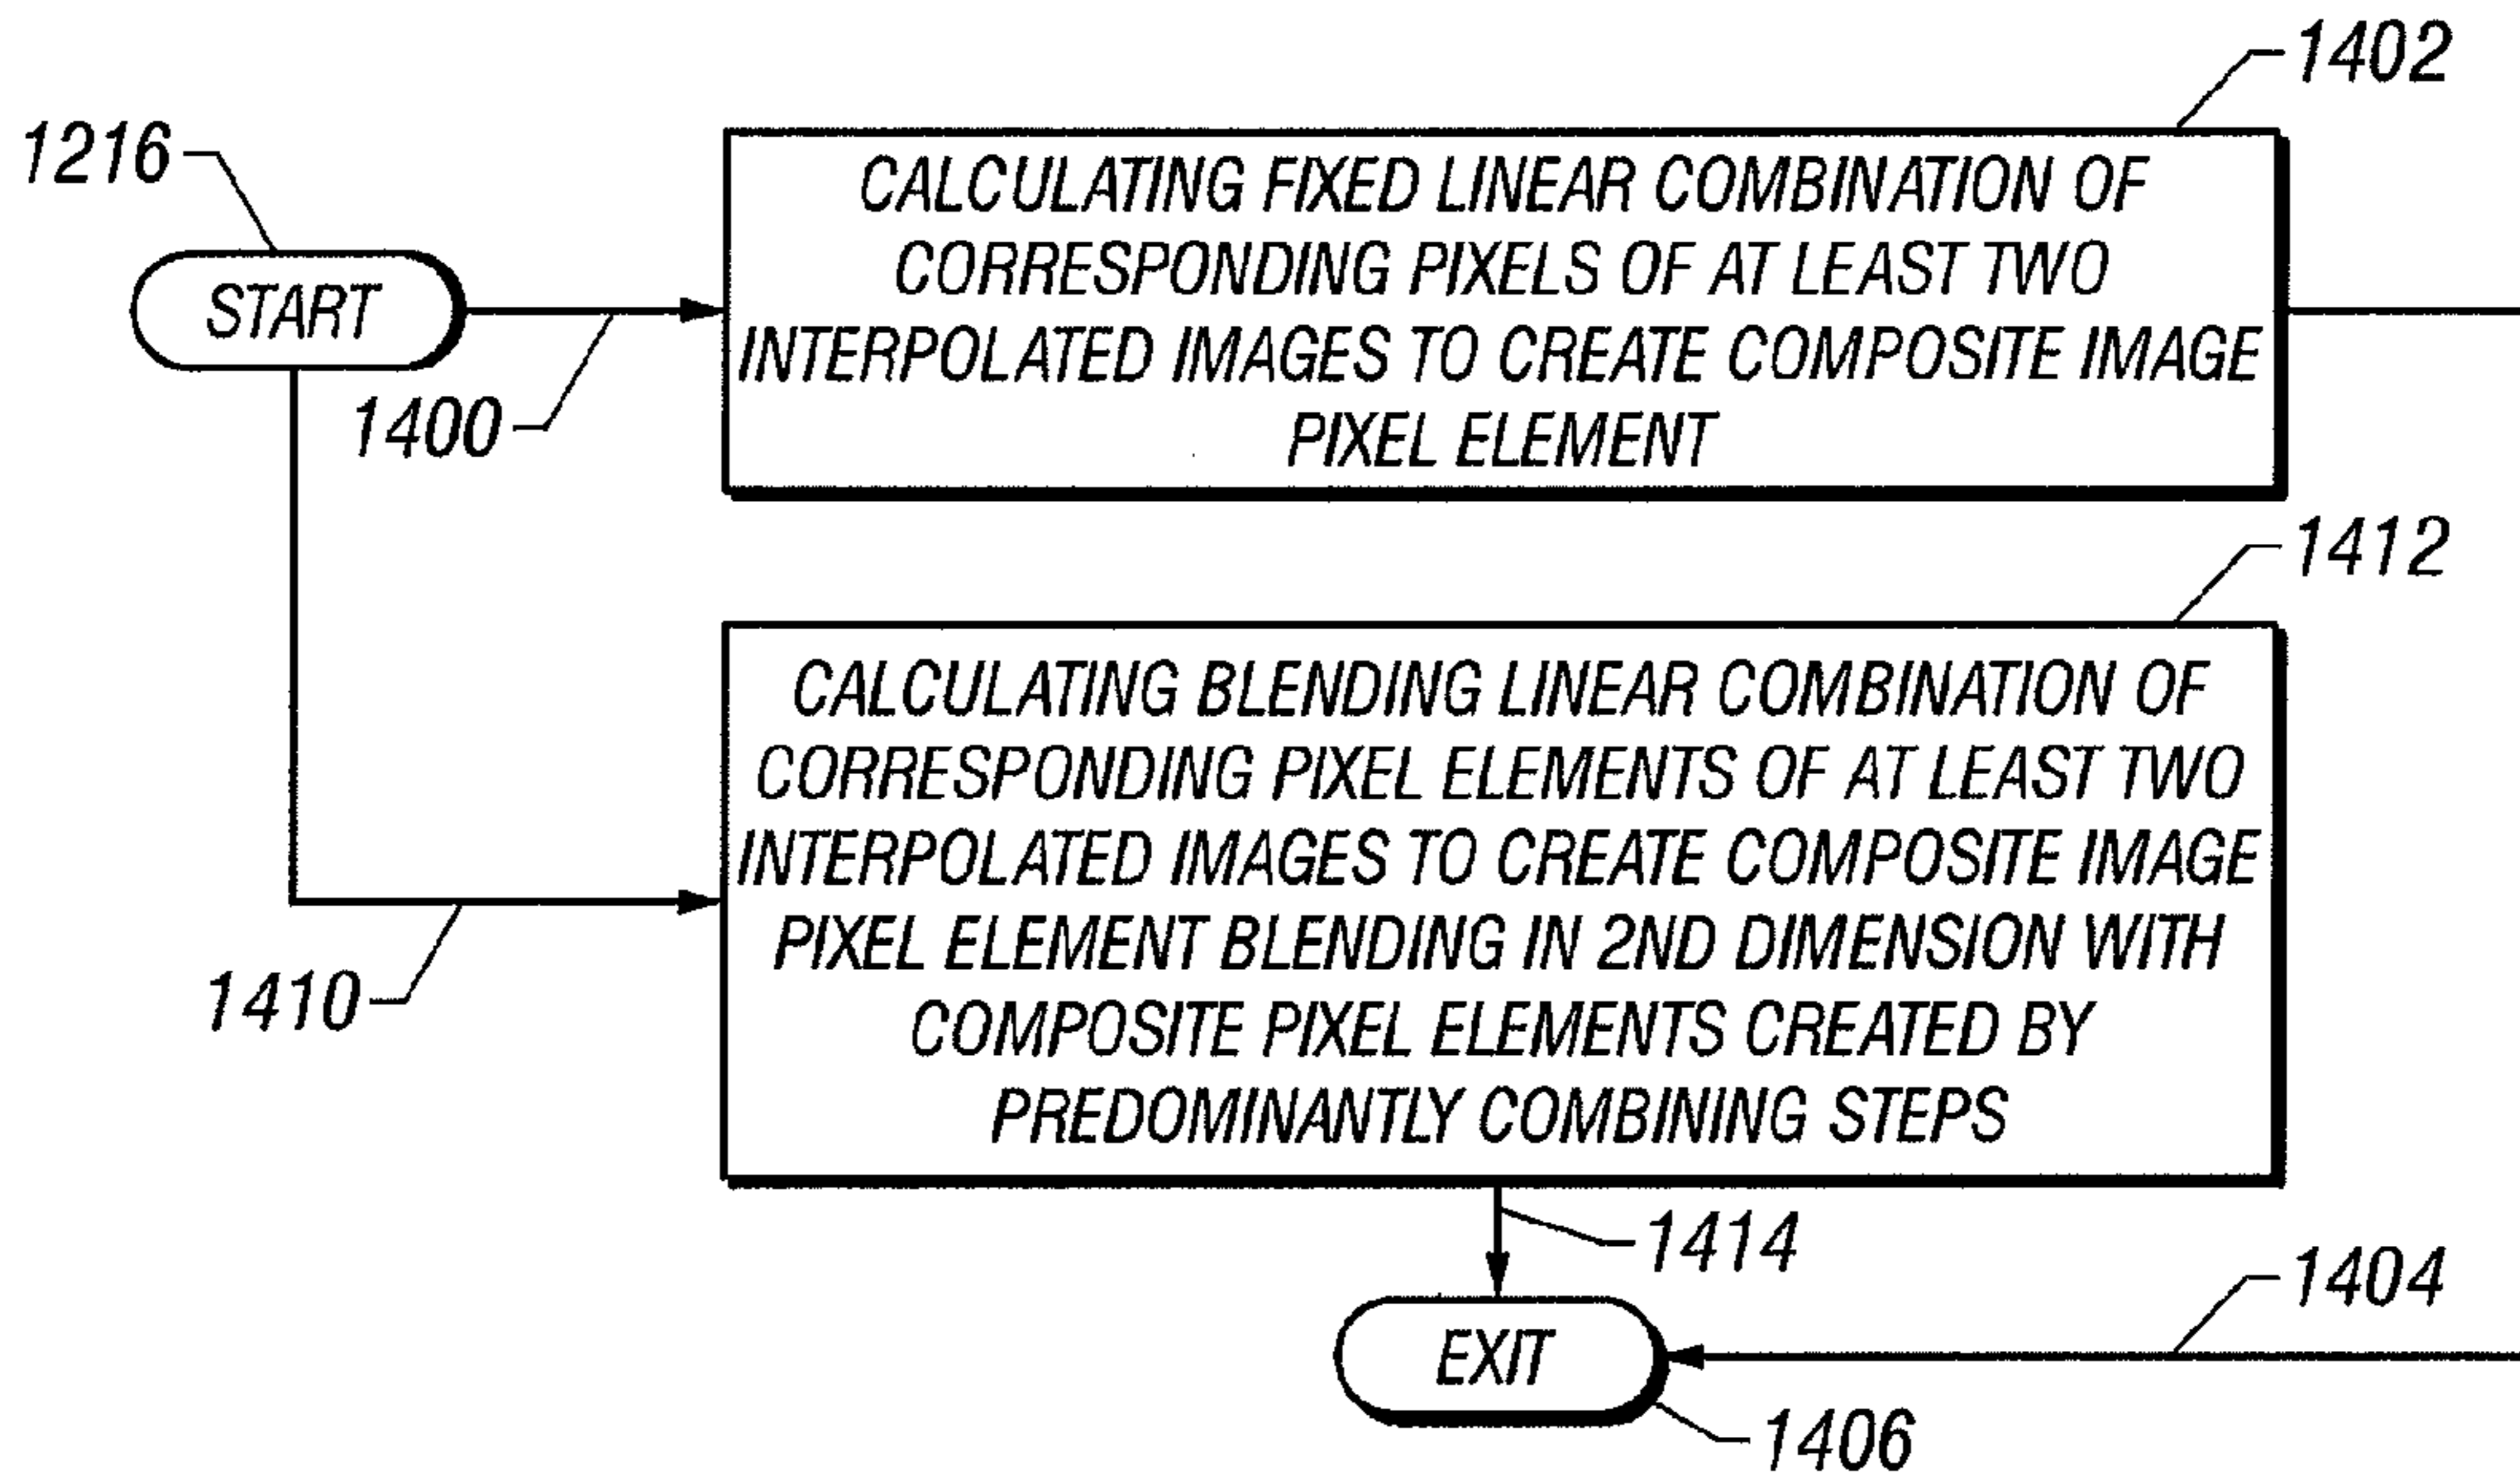 1402
1216
CALCULATING FIXED LINEAR COMBINATION OF
CORRESPONDING PIXELS OF AT LEAST TWO
INTERPOLATED IMAGES TO CREATE COMPOSITE IMAGE
PIXEL ELEMENT
START
1400
1412
CALCULATING BLENDING LINEAR COMBINATION OF
CORRESPONDING PIXEL ELEMENTS OF AT LEAST TWO
INTERPOLATED IMAGES TO CREATE COMPOSITE IMAGE
PIXEL ELEMENT BLENDING IN 2ND DIMENSION WITH
COMPOSITE PIXEL ELEMENTS CREATED BY
PREDOMINANTLY COMBINING STEPS
1410
1414
1404
EXIT
1406